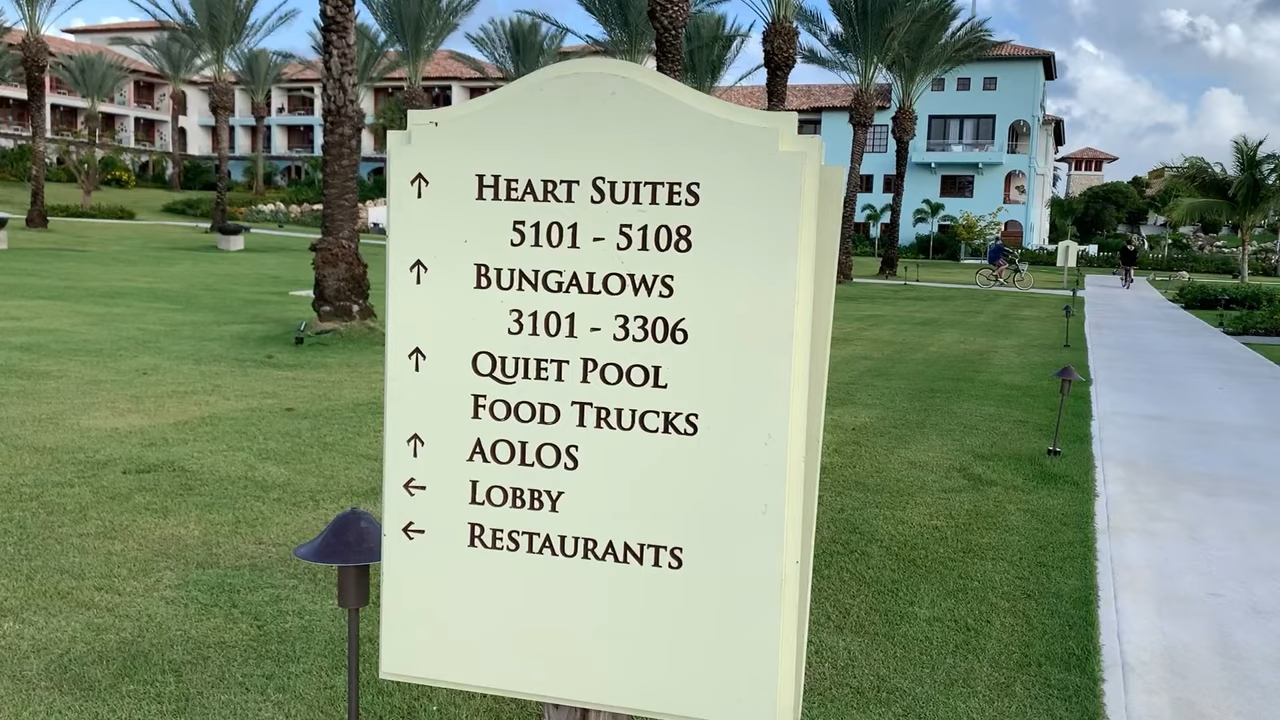 ↑ HEART SUITES
5101 - 5108
↑ BUNGALOWS
3101 - 3306
↑ QUIET POOL
FOOD TRUCKS
↑ AOLOS
← LOBBY
← RESTAURANTS